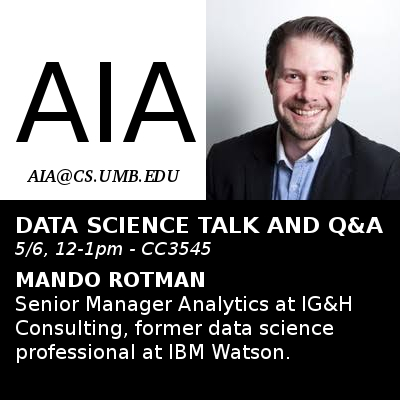 AIA
AIA@CS.UMB.EDU
DATA SCIENCE TALK AND Q&A
5/6, 12-1pm - CC3545
MANDO ROTMAN
Senior Manager Analytics at IG&H
Consulting, former data science
professional at IBM Watson.